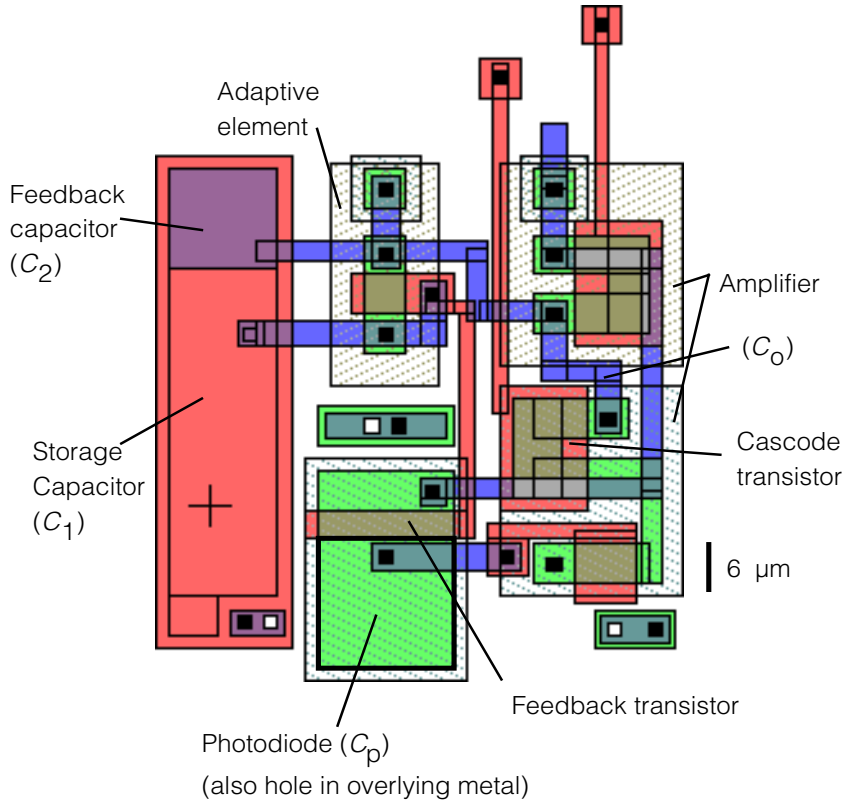 Adaptive
element
Feedback
capacitor
(C2)
Amplifier
(Co)
Storage
Capacitor
(C1)
Cascode
transistor
6 µm
Feedback transistor
Photodiode (Cp)
(also hole in overlying metal)